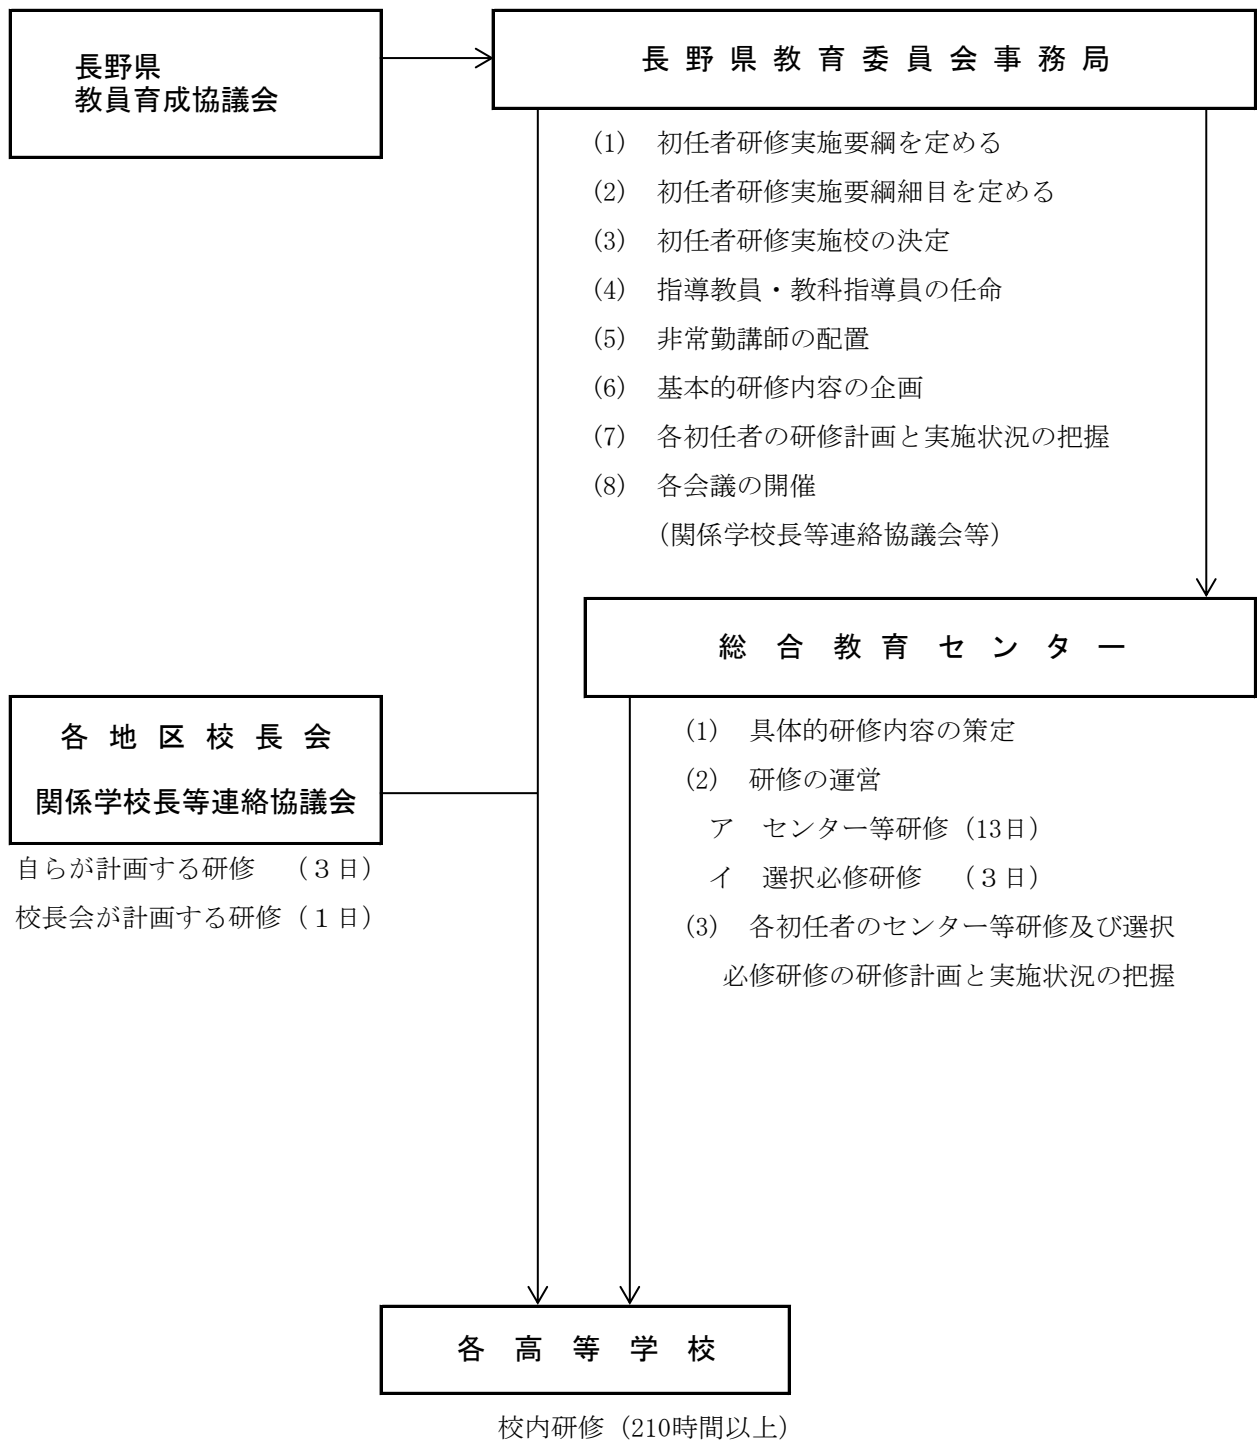 長野県
教員育成協議会
長野県教育委員会事務局
(1) 初任者研修実施要綱を定める
(2) 初任者研修実施要綱細目を定める
(3) 初任者研修実施校の決定
(4) 指導教員・教科指導員の任命
(5) 非常勤講師の配置
(6) 基本的研修内容の企画
(7) 各初任者の研修計画と実施状況の把握
(8) 各会議の開催
(関係学校長等連絡協議会等)
総合教育センター
(1) 具体的研修内容の策定
(2) 研修の運営
ア センター等研修(13日)
イ 選択必修研修 (3日)
(3) 各初任者のセンター等研修及び選択
必修研修の研修計画と実施状況の把握
各地区校長会
関係学校長等連絡協議会
自らが計画する研修 (3日)
校長会が計画する研修(1日)
各高等学校
校内研修(210時間以上)